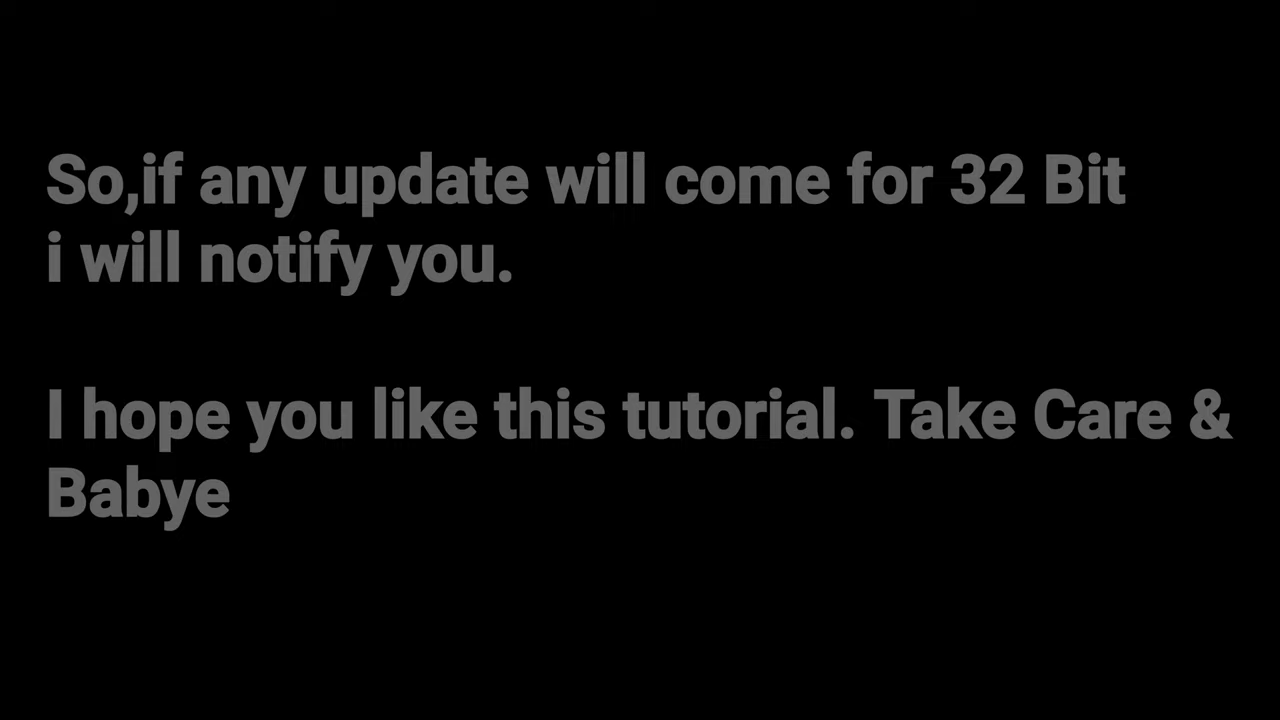 So,if any update will come for 32 Bit
i will notify you.
I hope you like this tutorial. Take Care &
Babye